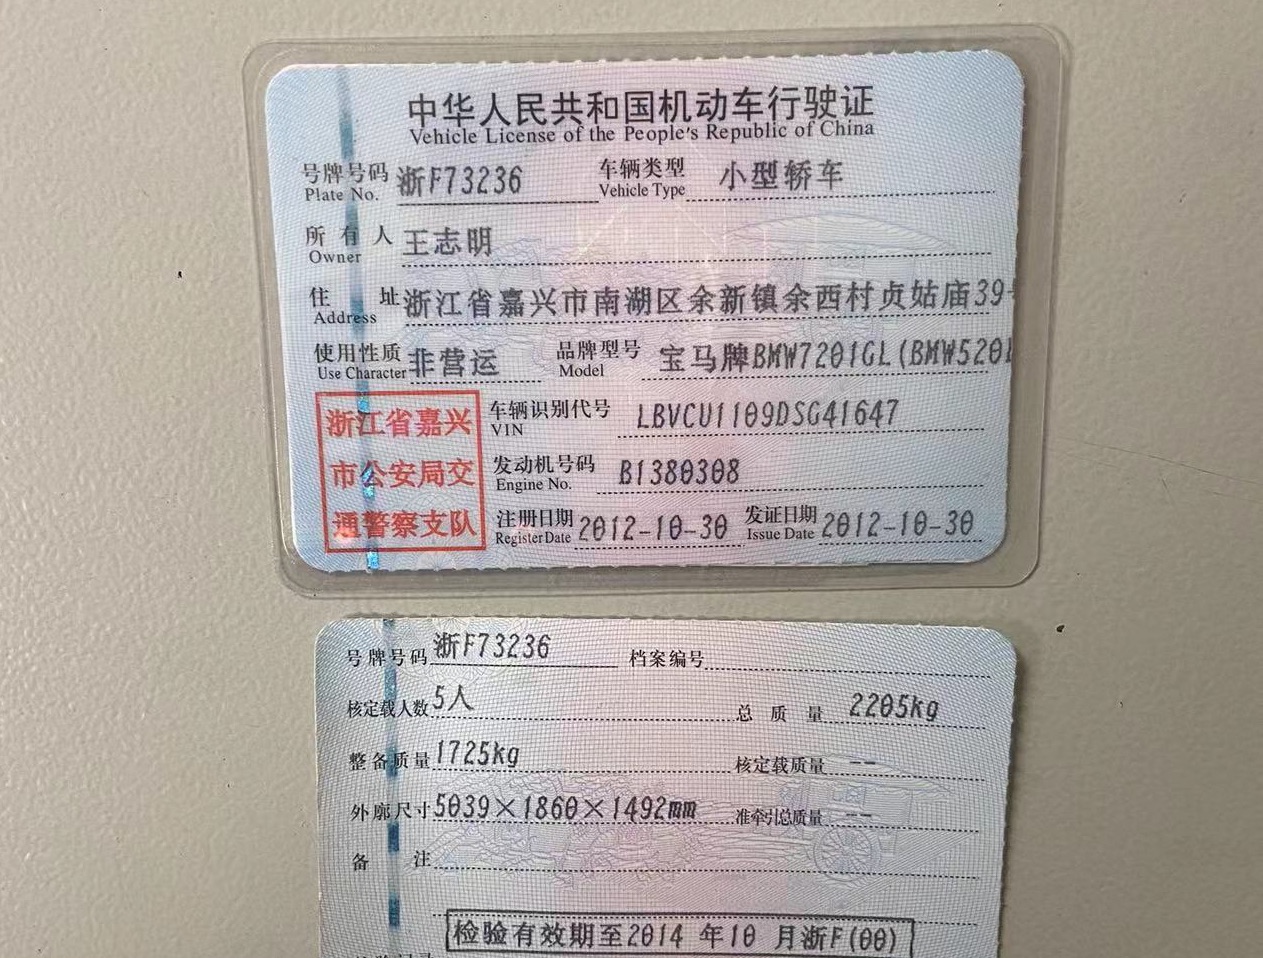 中华人民共和国机动车行驶证
Vehicle License of the People's Republic of China
号牌号码 浙F73236 车辆类型 小型轿车
Plate No. Vehicle Type
所有人 王志明
Owner
住址 浙江省嘉兴市南湖区余新镇余西村贞姑庙39
Address
使用性质 非营运 品牌型号 宝马牌BMW7201GL(BMW520
Use Character Model
浙江省嘉兴
市公安局交
通警察支队
车辆识别代号 LBVCU1109DSG41647
VIN
发动机号码 B1380308
Engine No.
注册日期 2012-10-30 发证日期 2012-10-30
Register Date Issue Date
号牌号码 浙F73236 档案编号
核定载人数 5人 总质量 2205kg
整备质量 1725kg 核定载质量 --
外廓尺寸 5039×1860×1492mm 准牵引总质量 --
备注
检验有效期至2014 年10 月浙F(00)